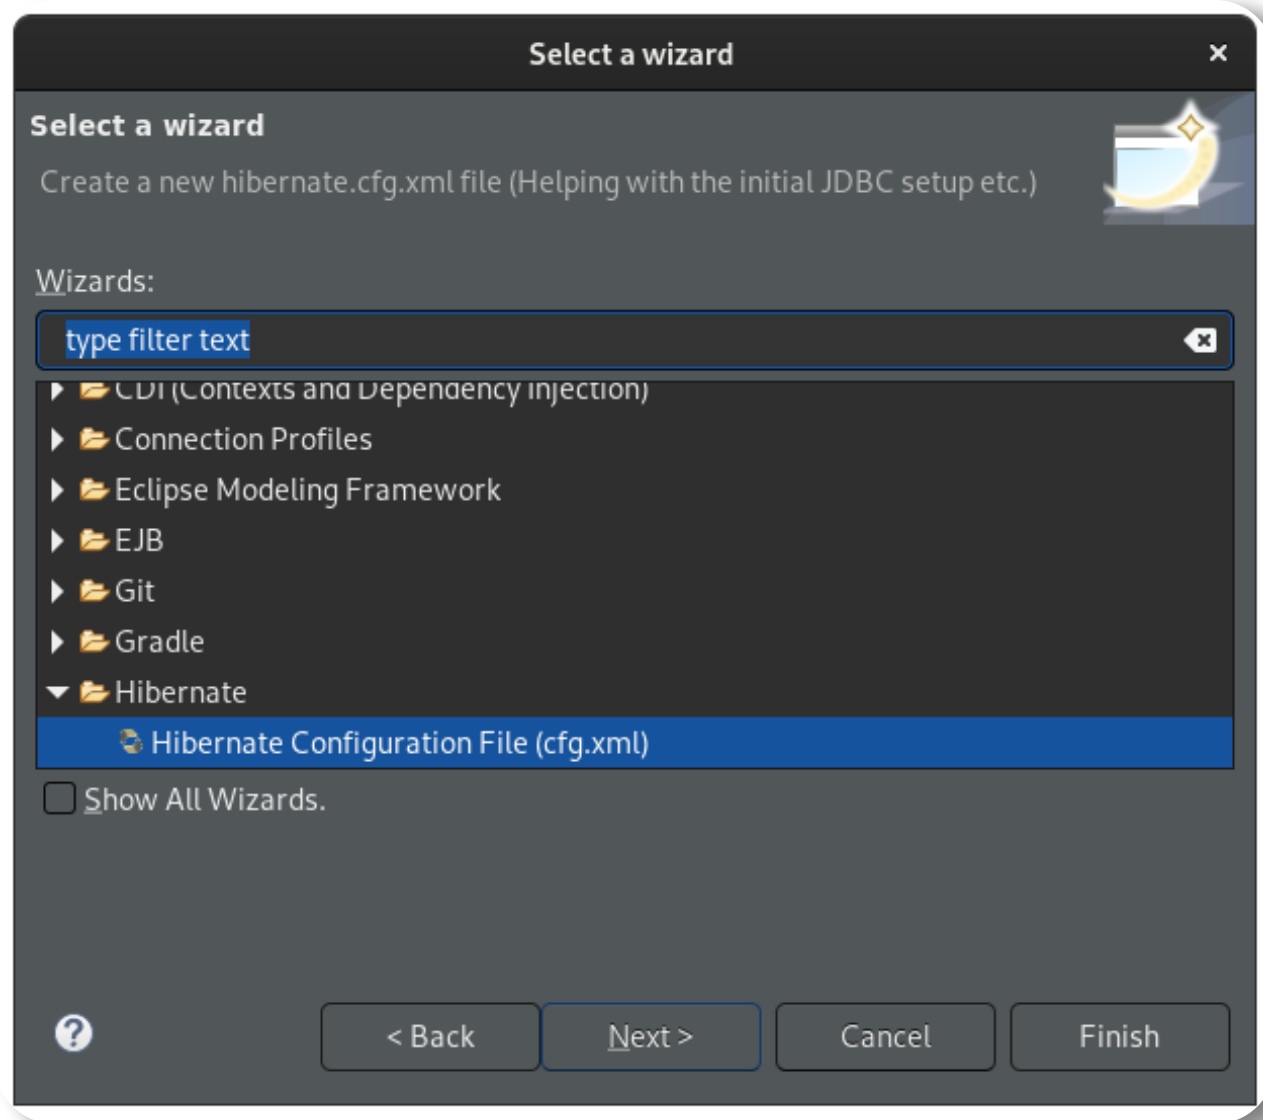 Select a wizard
Select a wizard
Create a new hibernate.cfg.xml file (Helping with the initial JDBC setup etc.)
Wizards:
type filter text
CDI (Contexts and Dependency Injection)
Connection Profiles
Eclipse Modeling Framework
EJB
Git
Gradle
Hibernate
Hibernate Configuration File (cfg.xml)
Show All Wizards.
< Back
Next >
Cancel
Finish